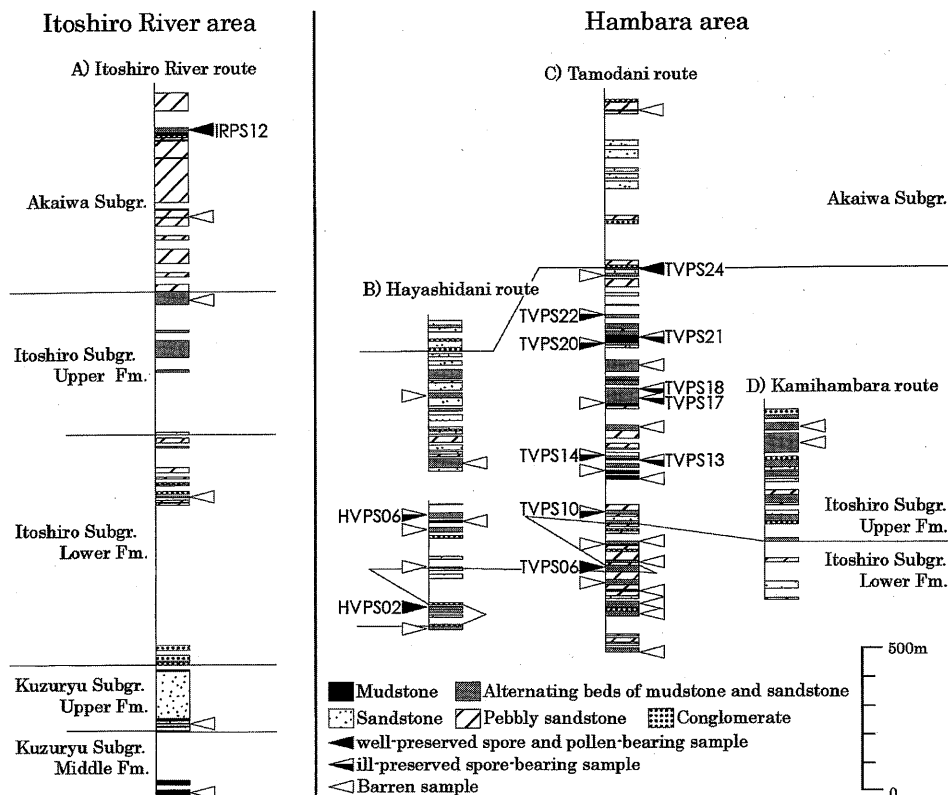 Itoshiro River area
Hambara area
A) Itoshiro River route
IRPS12
Akaiwa Subgr.
Itoshiro Subgr.
Upper Fm.
Itoshiro Subgr.
Lower Fm.
Kuzuryu Subgr.
Upper Fm.
Kuzuryu Subgr.
Middle Fm.
B) Hayashidani route
HVPS06
HVPS02
C) Tamodani route
TVPS24
TVPS22
TVPS21
TVPS20
TVPS18
TVPS17
TVPS14
TVPS13
TVPS10
TVPS06
D) Kamihambara route
Akaiwa Subgr.
Itoshiro Subgr.
Upper Fm.
Itoshiro Subgr.
Lower Fm.
Mudstone
Alternating beds of mudstone and sandstone
Sandstone
Pebbly sandstone
Conglomerate
well-preserved spore and pollen-bearing sample
ill-preserved spore-bearing sample
Barren sample
500m
0